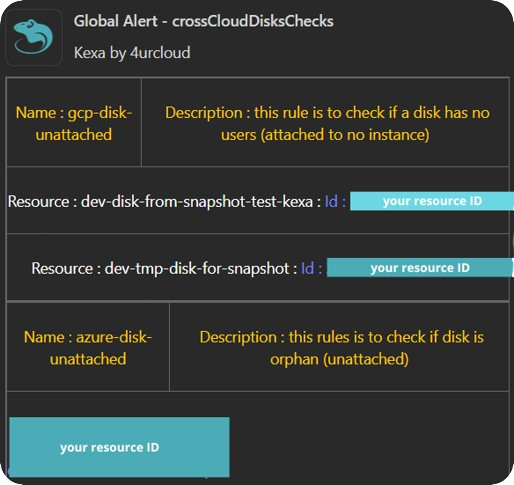 Global Alert - crossCloudDisksChecks
Kexa by 4urcloud
Name : gcp-disk-
unattached
Description : this rule is to check if a disk has no
users (attached to no instance)
Resource : dev-disk-from-snapshot-test-kexa : Id : your resource ID
Resource : dev-tmp-disk-for-snapshot : Id : your resource ID
Name : azure-disk-
unattached
Description : this rules is to check if disk is
orphan (unattached)
your resource ID